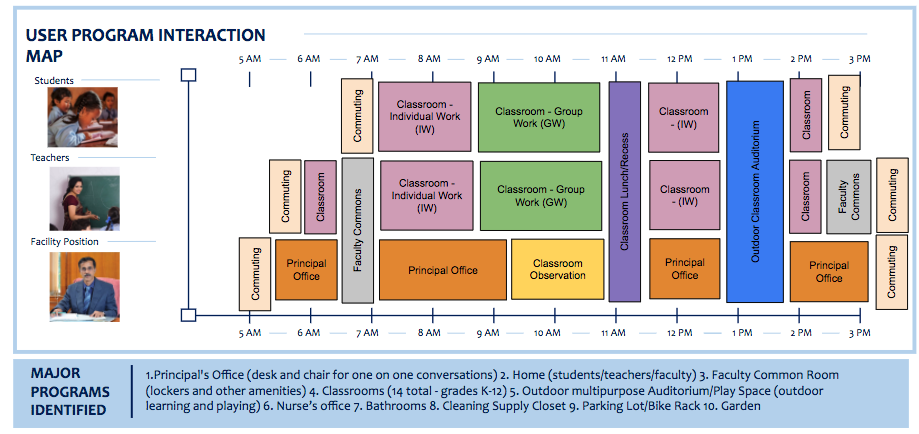 USER PROGRAM INTERACTION
MAP
5 AM 6 AM 7 AM 8 AM 9 AM 10 AM 11 AM 12 PM 1 PM 2 PM 3 PM
Students
Commuting
Classroom -
Individual Work
(IW)
Classroom - Group
Work (GW)
Classroom Lunch/Recess
Classroom
- (IW)
Outdoor Classroom Auditorium
Classroom
Commuting
Teachers
Commuting
Classroom
Faculty Commons
Classroom -
Individual Work
(IW)
Classroom - Group
Work (GW)
Classroom
- (IW)
Classroom
Faculty
Commons
Commuting
Facility Position
Commuting
Principal
Office
Principal Office
Classroom
Observation
Principal
Office
Principal
Office
Commuting
5 AM 6 AM 7 AM 8 AM 9 AM 10 AM 11 AM 12 PM 1 PM 2 PM 3 PM
MAJOR
PROGRAMS
IDENTIFIED
1.Principal's Office (desk and chair for one on one conversations) 2. Home (students/teachers/faculty) 3. Faculty Common Room
(lockers and other amenities) 4. Classrooms (14 total - grades K-12) 5. Outdoor multipurpose Auditorium/Play Space (outdoor
learning and playing) 6. Nurse's office 7. Bathrooms 8. Cleaning Supply Closet 9. Parking Lot/Bike Rack 10. Garden